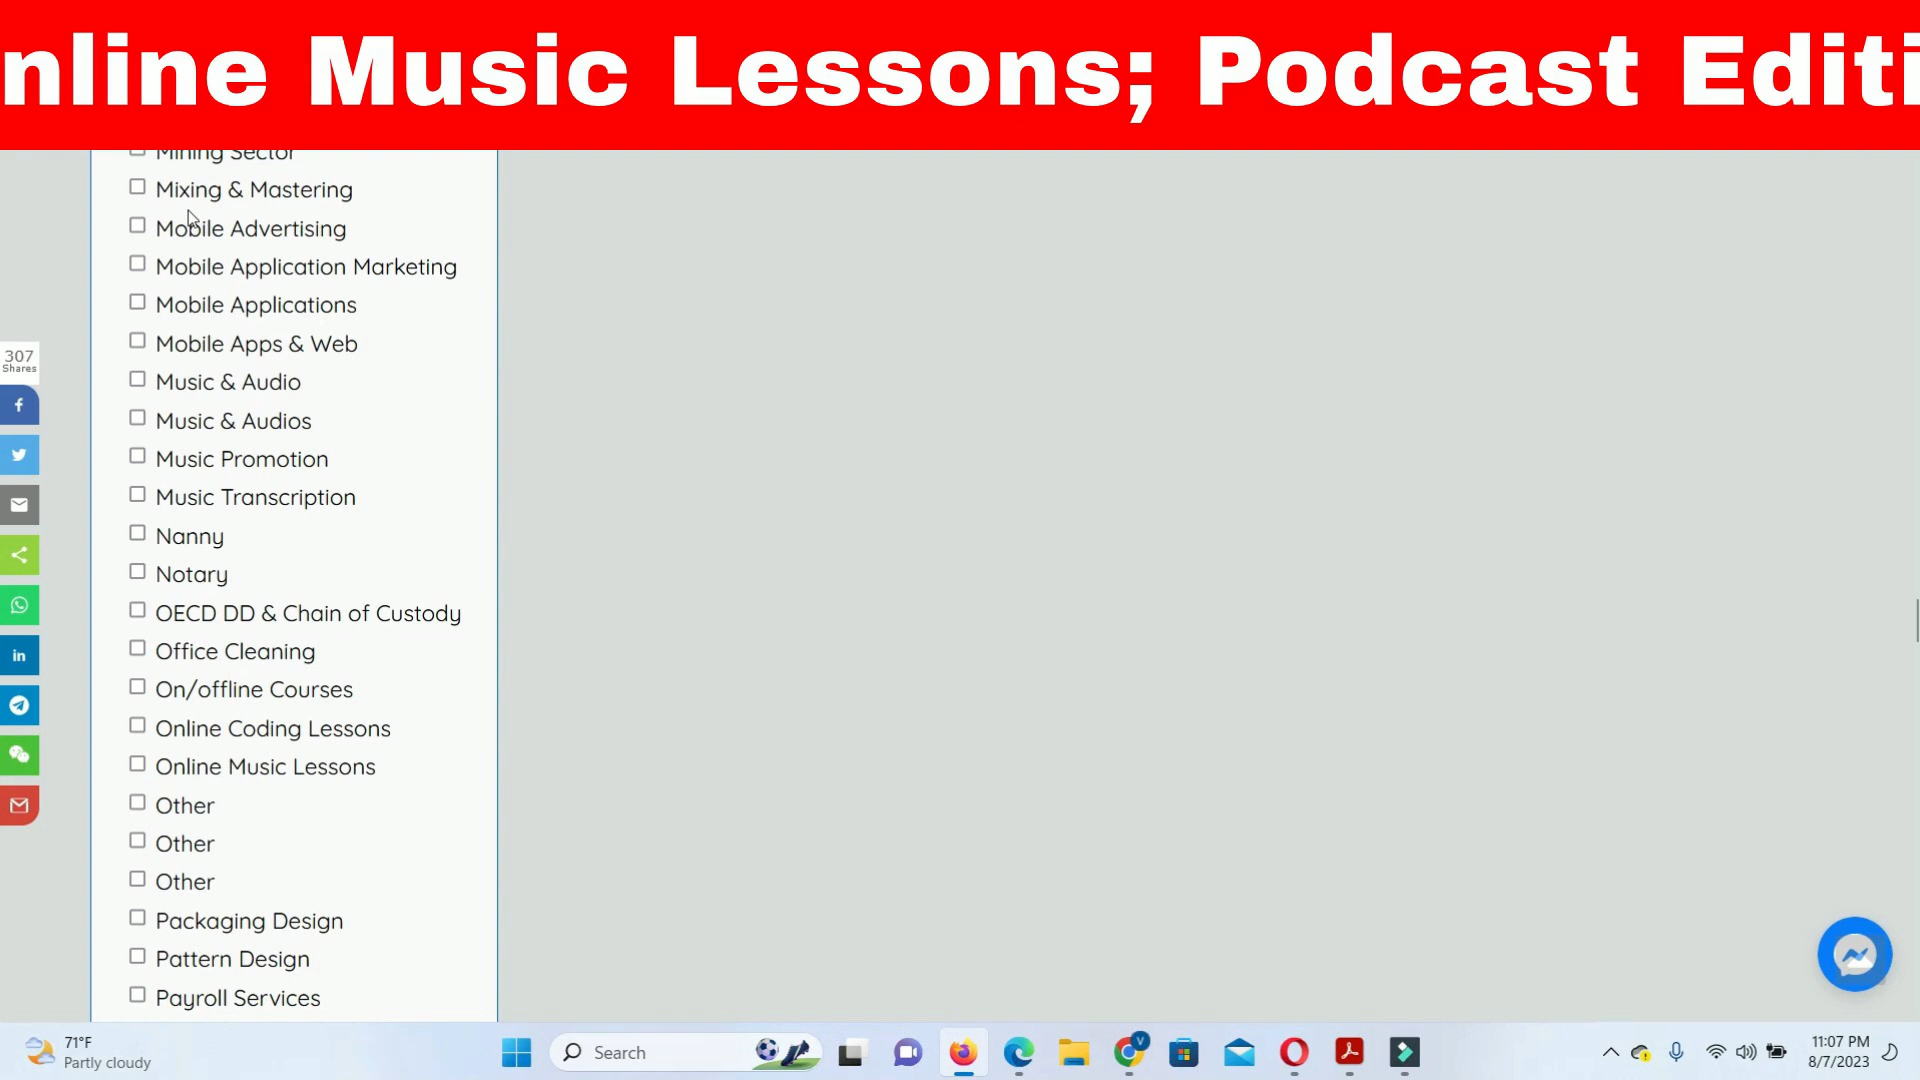 nline Music Lessons; Podcast Editi
Mining Sector
Mixing & Mastering
Mobile Advertising
Mobile Application Marketing
Mobile Applications
Mobile Apps & Web
307
Shares
Music & Audio
Music & Audios
Music Promotion
Music Transcription
Nanny
Notary
OECD DD & Chain of Custody
Office Cleaning
in
On/offline Courses
Online Coding Lessons
Online Music Lessons
Other
Other
Other
Packaging Design
Pattern Design
Payroll Services
71°F
Partly cloudy
Search
V
11:07 PM
8/7/2023